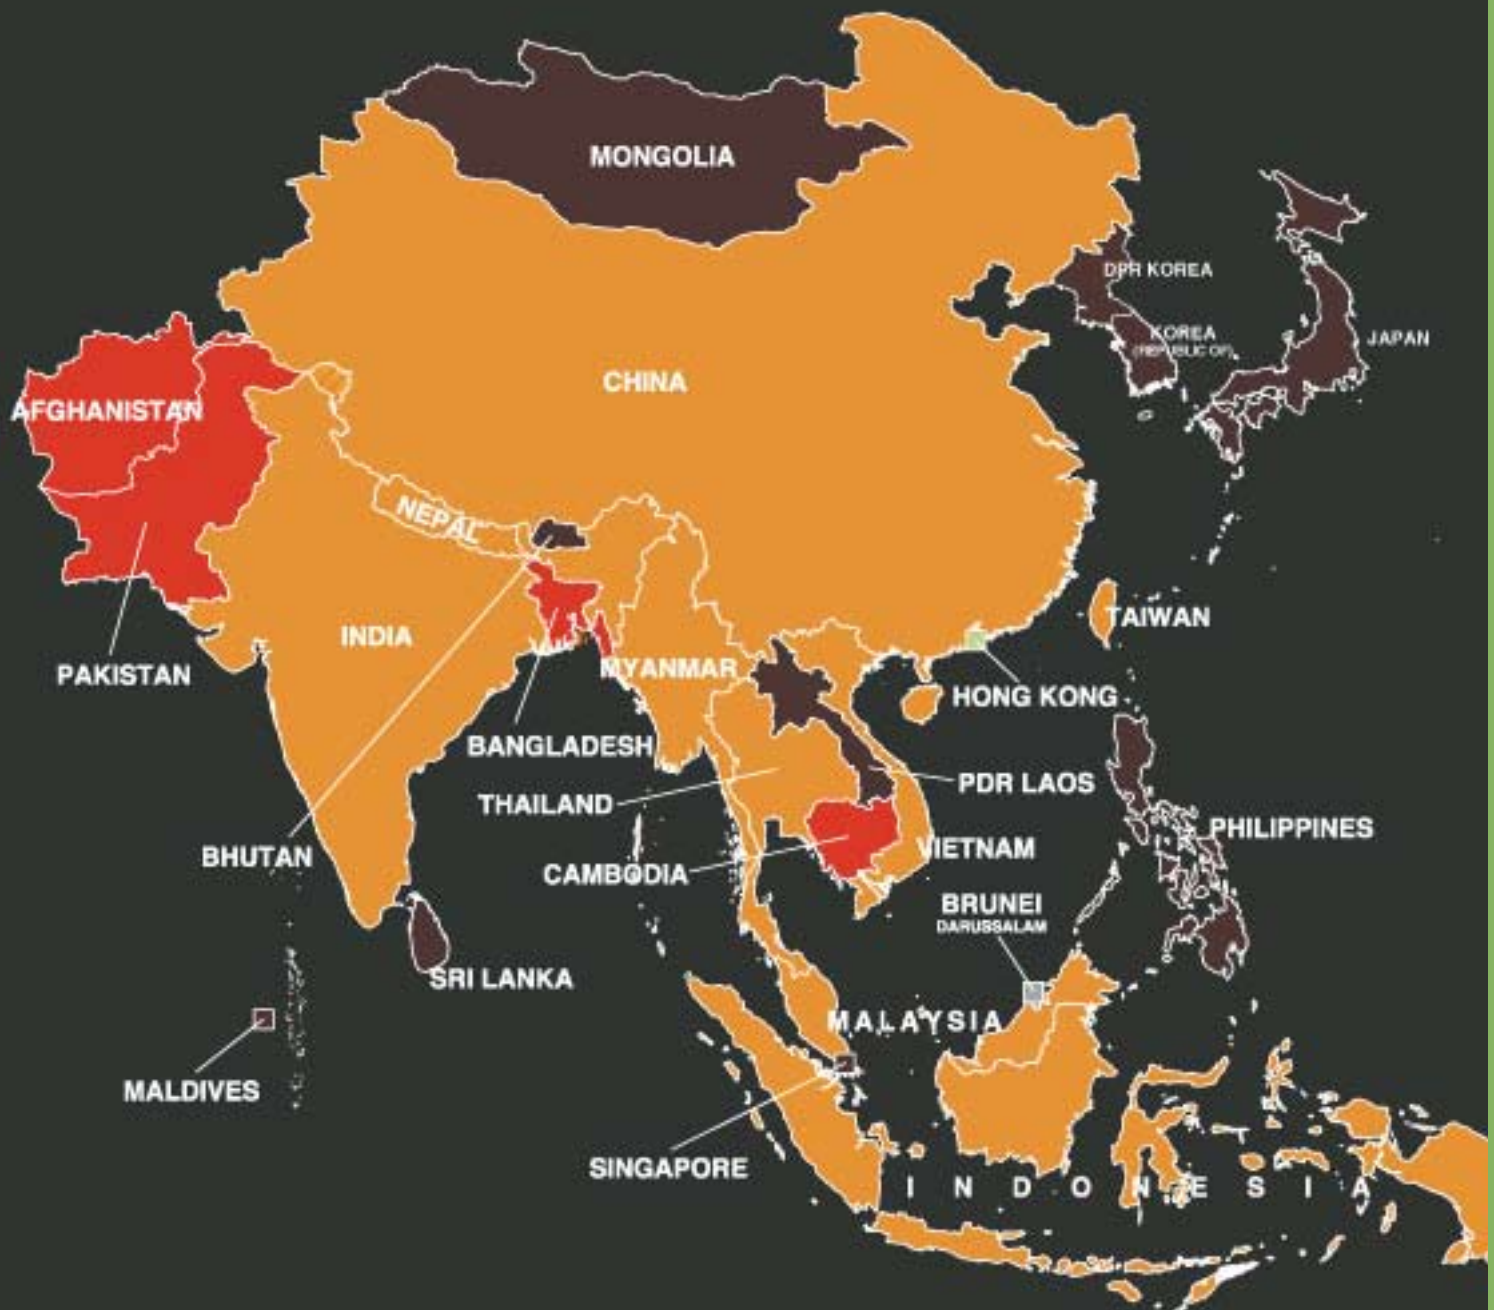 MONGOLIA
DPR KOREA
KOREA
(REPUBLIC OF)
JAPAN
CHINA
AFGHANISTAN
NEPAL
TAIWAN
INDIA
PAKISTAN
MYANMAR
HONG KONG
BANGLADESH
PDR LAOS
THAILAND
PHILIPPINES
VIETNAM
BHUTAN
CAMBODIA
BRUNEI
DARUSSALAM
SRI LANKA
MALAYSIA
MALDIVES
SINGAPORE
INDONESIA